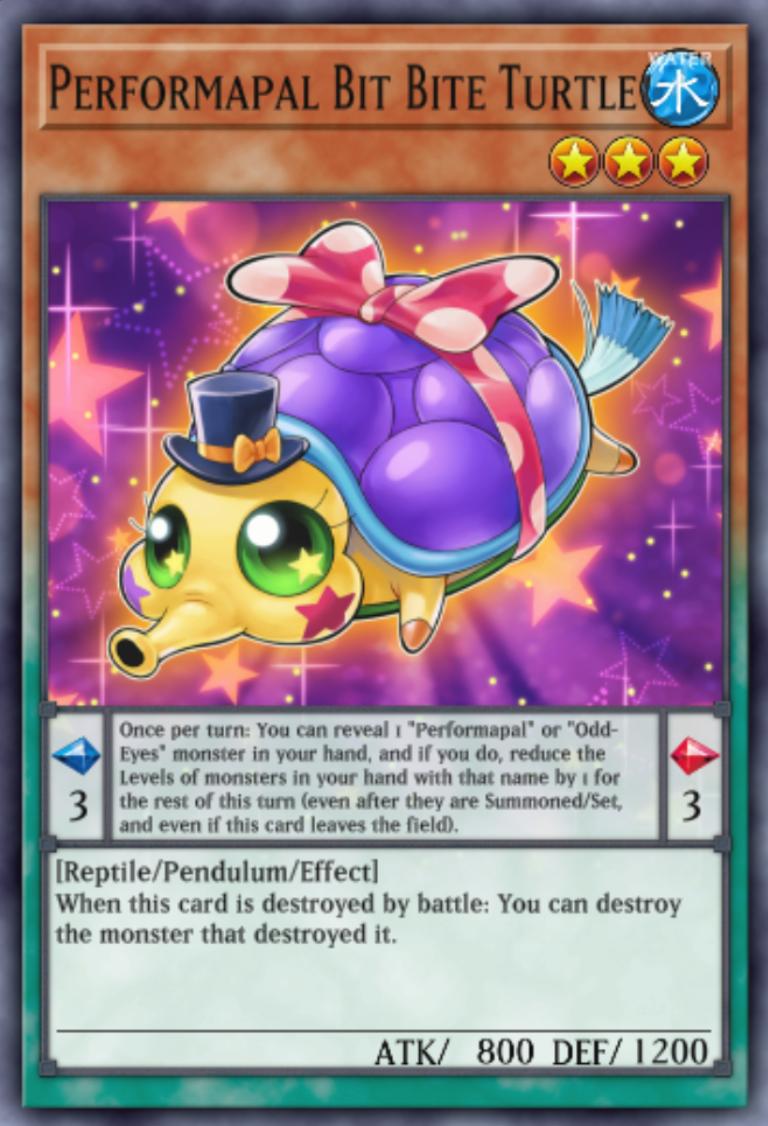 PERFORMAPAL BIT BITE TURTLE
WATER
水
Once per turn: You can reveal 1 "Performapal" or "Odd-
Eyes" monster in your hand, and if you do, reduce the
Levels of monsters in your hand with that name by 1 for
the rest of this turn (even after they are Summoned/Set,
and even if this card leaves the field).
3
3
[Reptile/Pendulum/Effect]
When this card is destroyed by battle: You can destroy
the monster that destroyed it.
ATK/ 800 DEF/ 1200